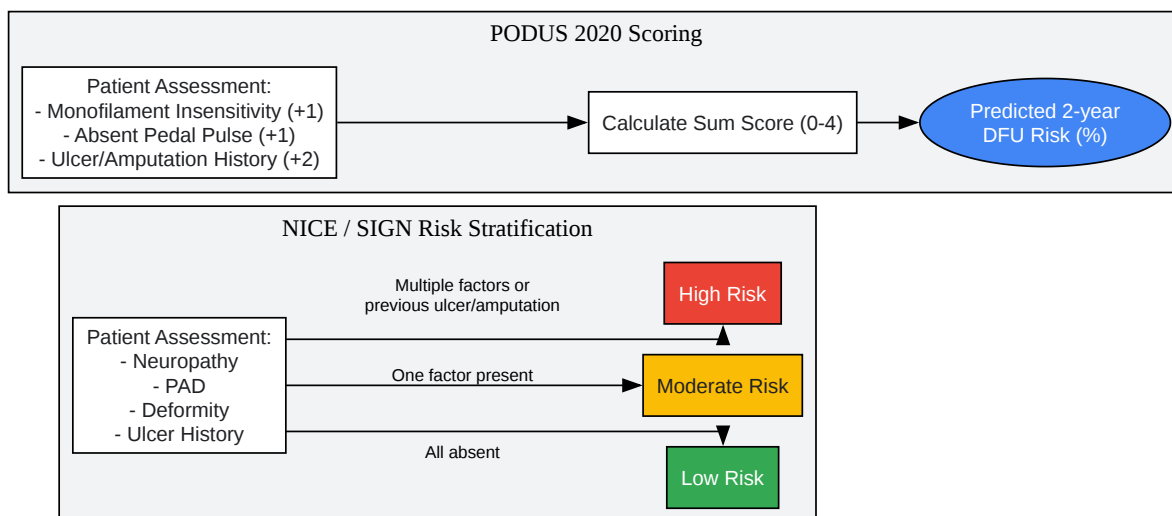 PODUS 2020 Scoring
Patient Assessment:
- Monofilament Insensitivity (+1)
- Absent Pedal Pulse (+1)
- Ulcer/Amputation History (+2)
Calculate Sum Score (0-4)
Predicted 2-year
DFU Risk (%)
NICE / SIGN Risk Stratification
Patient Assessment:
- Neuropathy
- PAD
- Deformity
- Ulcer History
Multiple factors or
previous ulcer/amputation
High Risk
One factor present
Moderate Risk
All absent
Low Risk